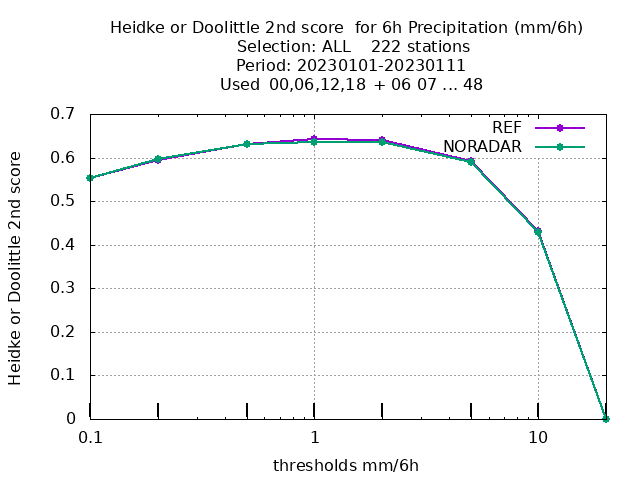 Heidke or Doolittle 2nd score  for 6h Precipitation (mm/6h)
Selection: ALL    222 stations
Period: 20230101-20230111
Used  00,06,12,18  + 06 07 ... 48
REF
NORADAR
Heidke or Doolittle 2nd score
0.7
0.6
0.5
0.4
0.3
0.2
0.1
0
0.1 1 10
thresholds mm/6h